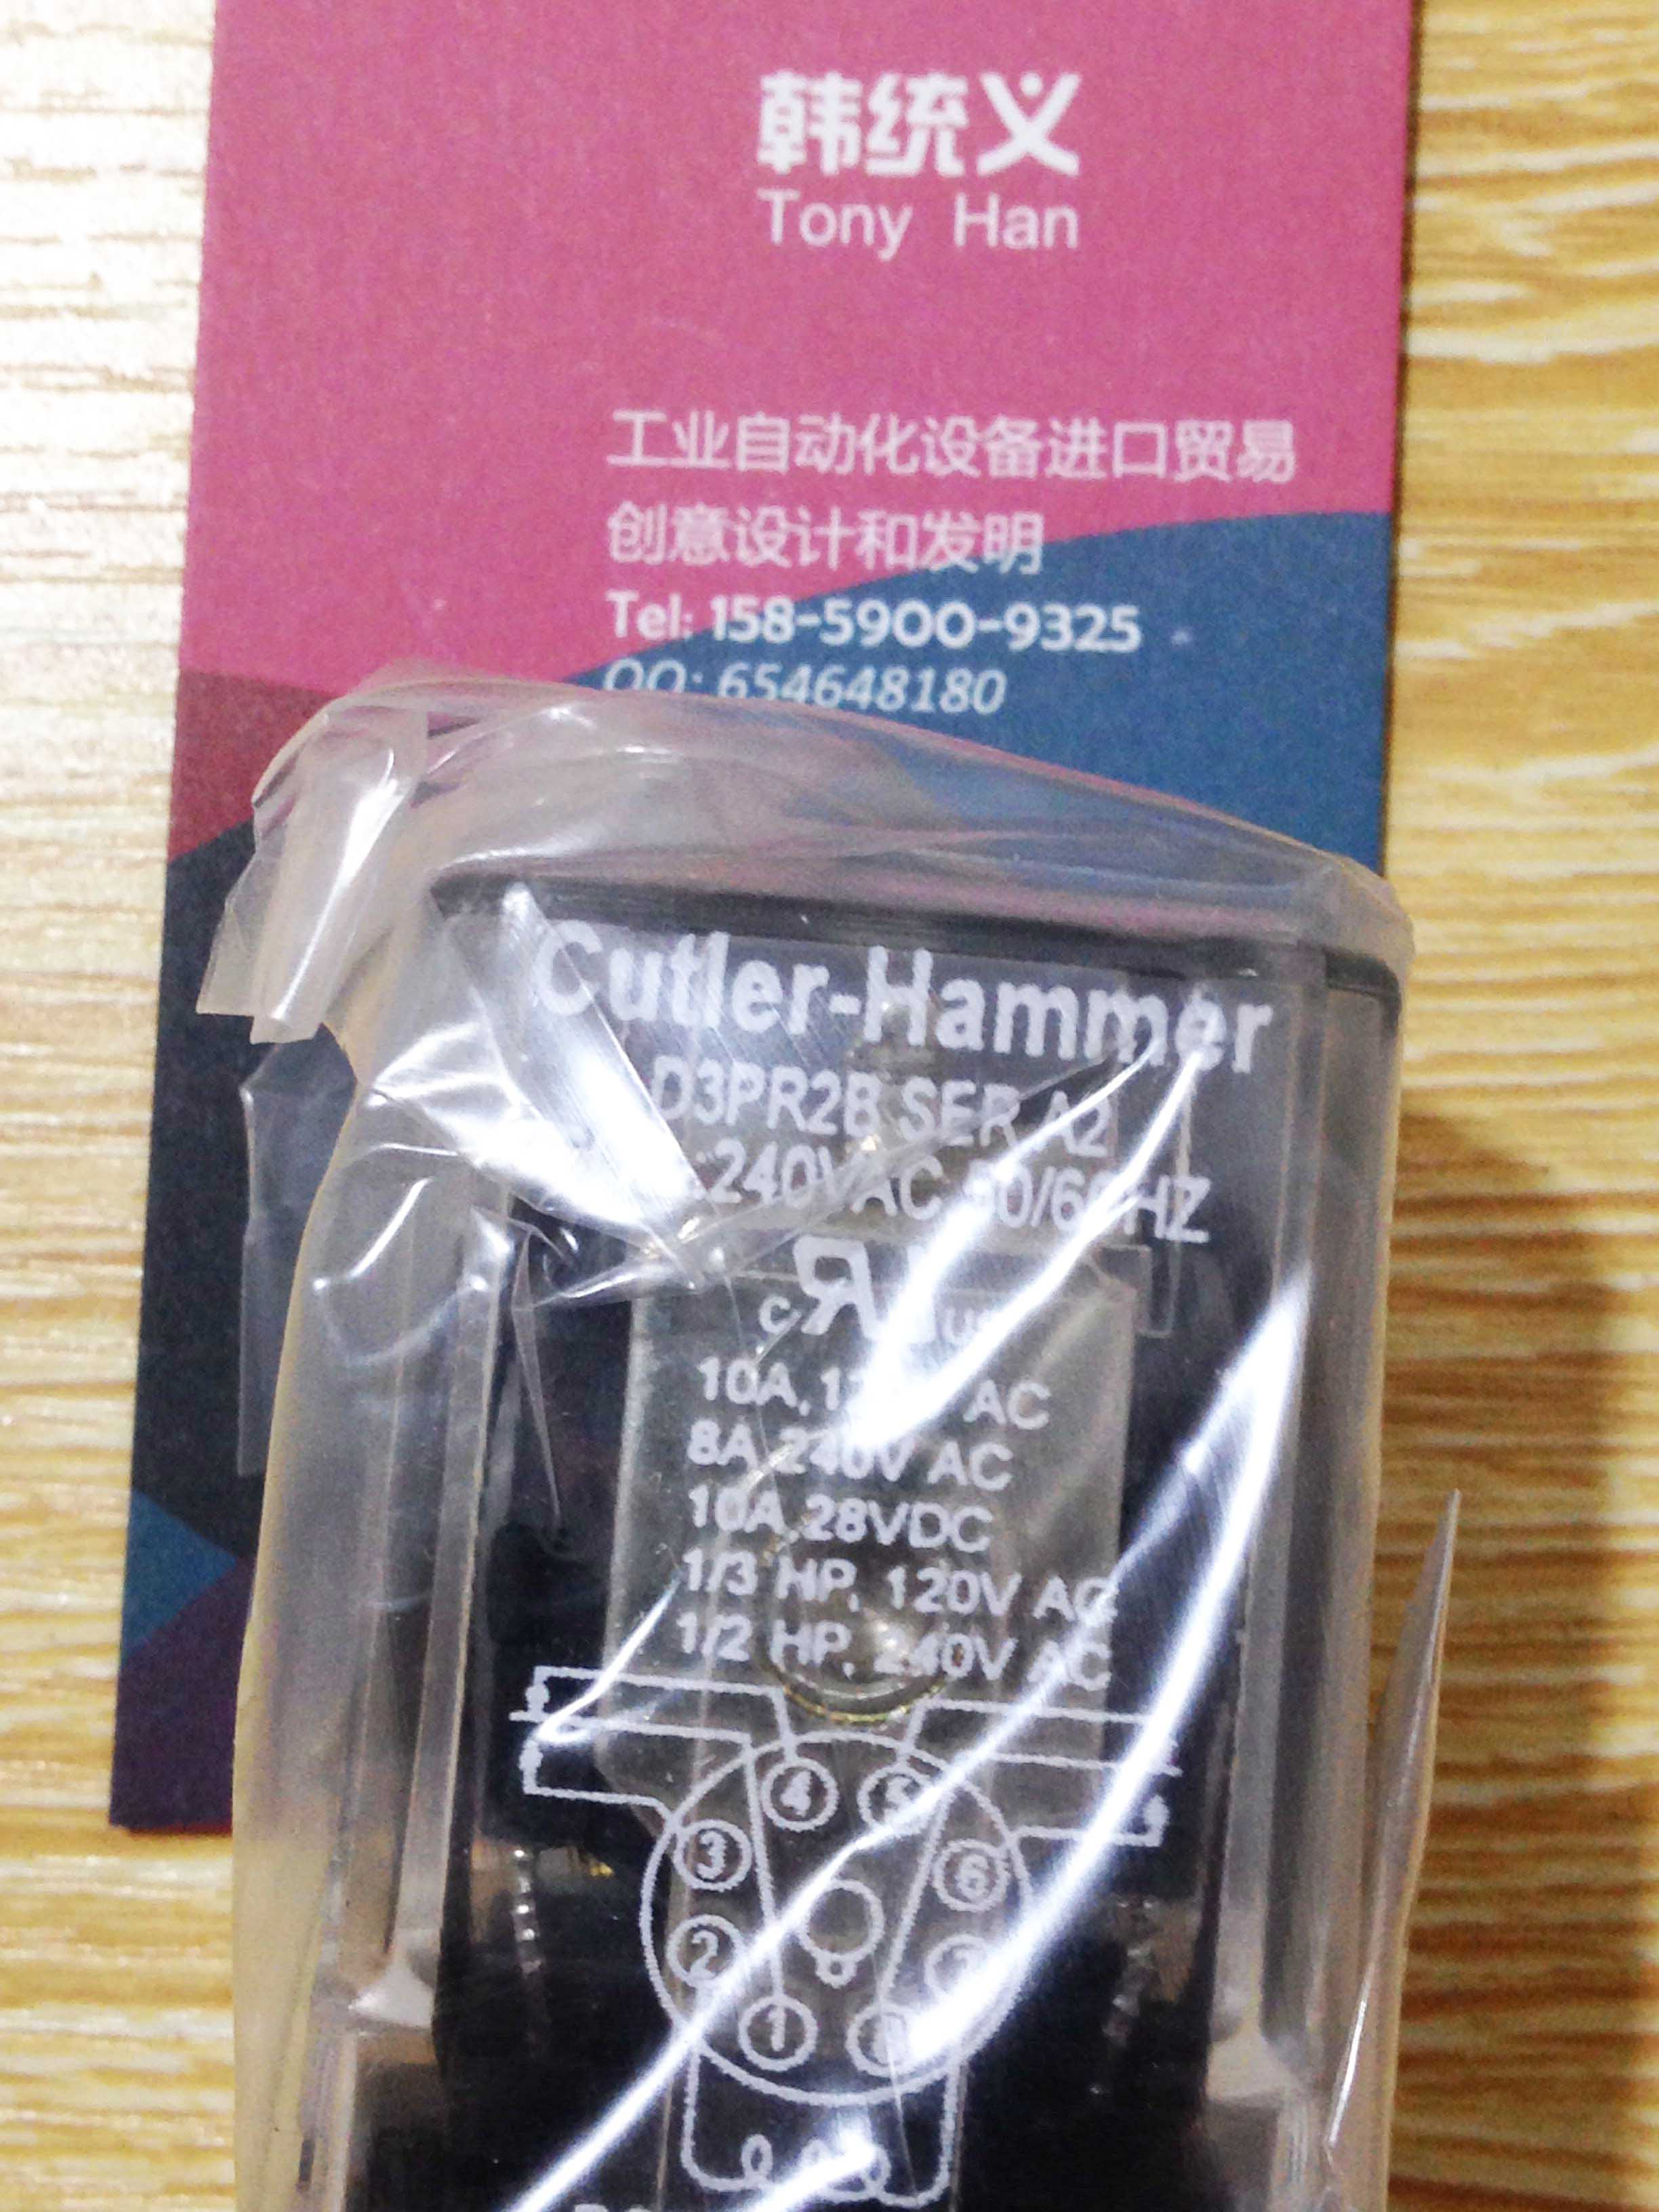 韩统义
Tony Han
工业自动化设备进口贸易
创意设计和发明
Tel: 158-5900-9325
QQ: 654648180
Cutler-Hammer
D3PR2B SER A2
:240VAC 50/60HZ
c us
10A, AC
8A 240V AC
10A,28VDC
1/3 HP, 120V AC
1/2 HP, 240V AC
4 5
3 6
2
1 8